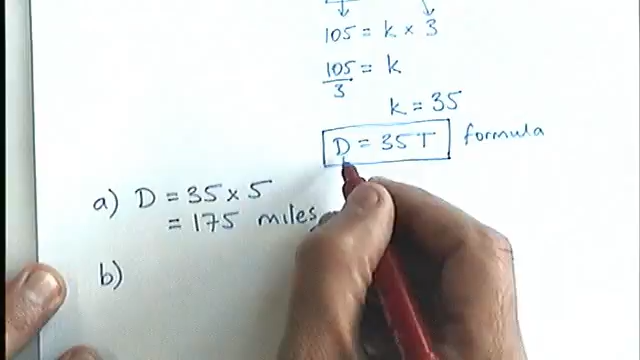 105 = k × 3
105/3 = k
k = 35
D = 35T formula
a) D = 35 × 5
= 175 miles
b)